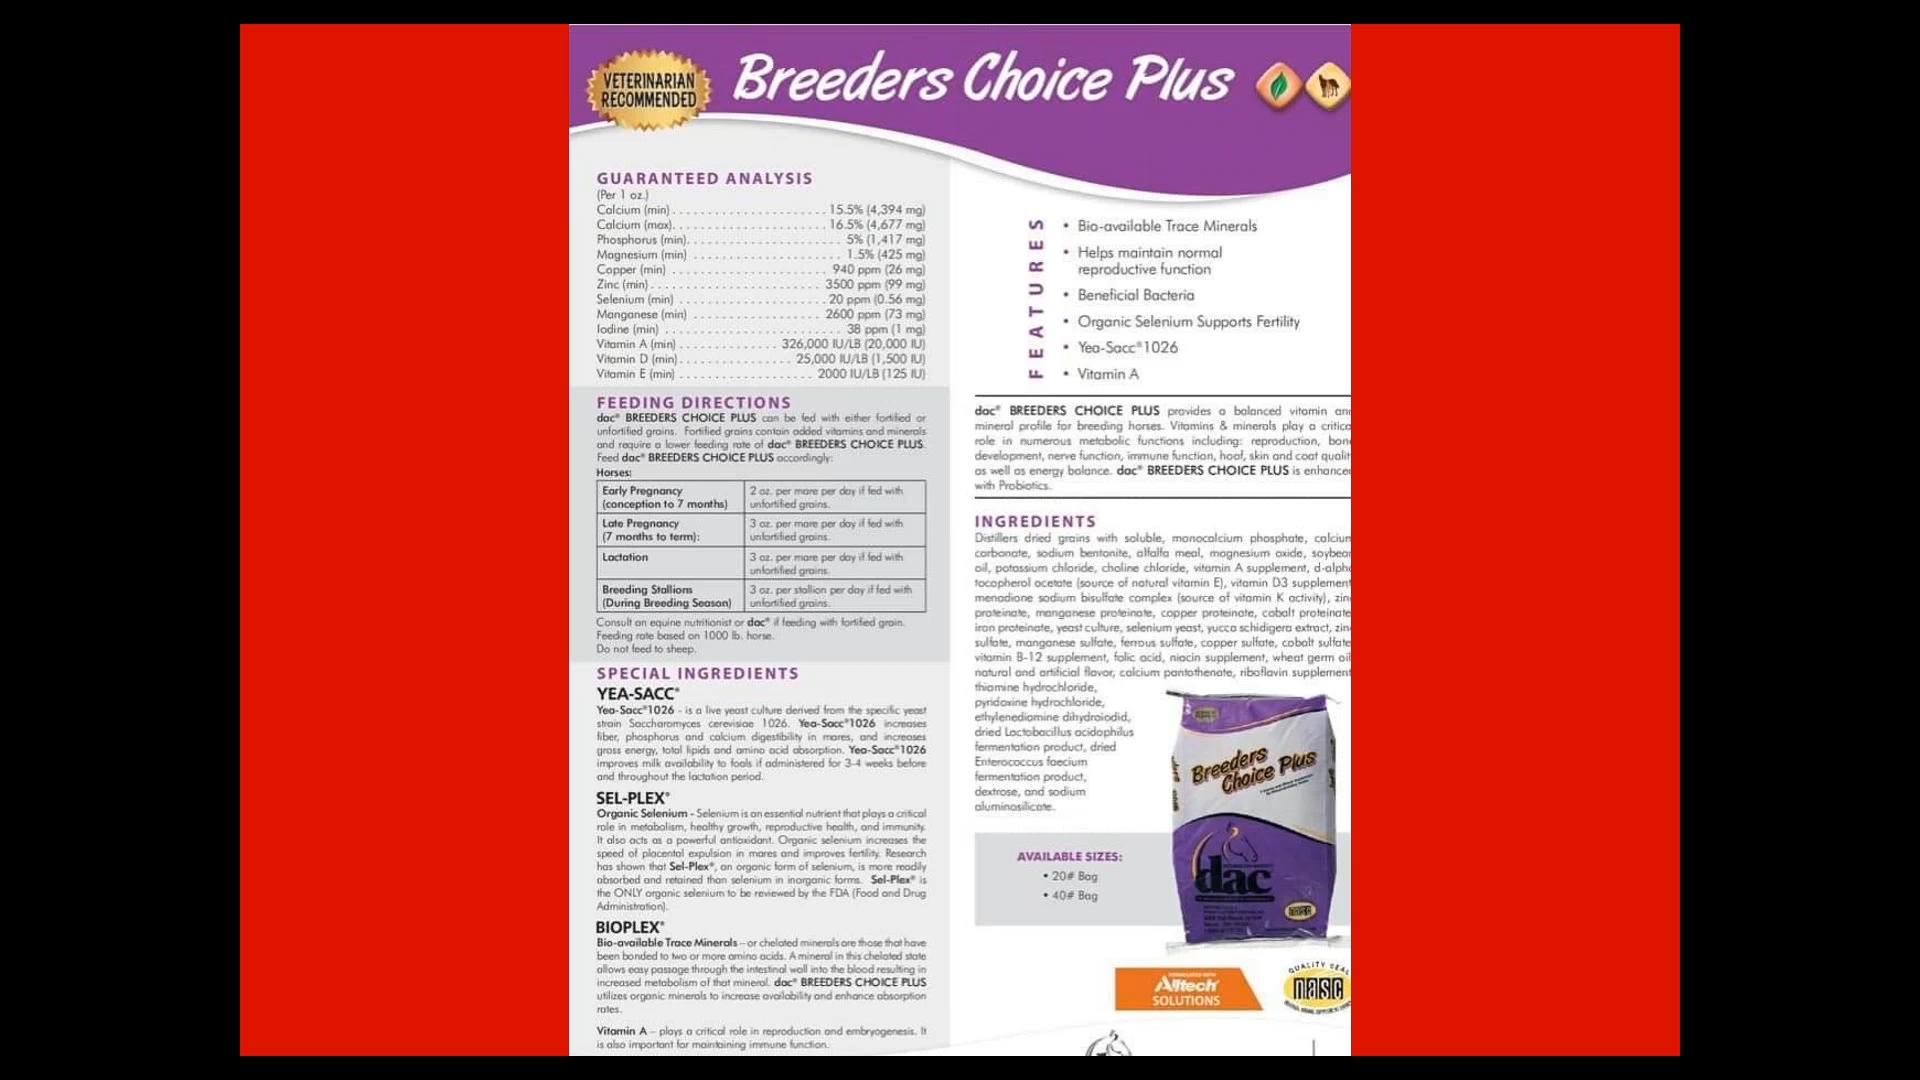 VETERINARIAN
RECOMMENDED
Breeders Choice Plus
GUARANTEED ANALYSIS
(Per 1 oz.)
Calcium (min) . . . . . . . . . . . . . . . . . . . . . . 15.5% (4,394 mg)
Calcium (max). . . . . . . . . . . . . . . . . . . . . . 16.5% (4,677 mg)
Phosphorus (min). . . . . . . . . . . . . . . . . . . . . . 5% (1,417 mg)
Magnesium (min) . . . . . . . . . . . . . . . . . . . . . 1.5% (425 mg)
Copper (min) . . . . . . . . . . . . . . . . . . . . . . 940 ppm (26 mg)
Zinc (min) . . . . . . . . . . . . . . . . . . . . . . . . 3500 ppm (99 mg)
Selenium (min) . . . . . . . . . . . . . . . . . . . . . 20 ppm (0.56 mg)
Manganese (min) . . . . . . . . . . . . . . . . . . . 2600 ppm (73 mg)
Iodine (min) . . . . . . . . . . . . . . . . . . . . . . . . . 38 ppm (1 mg)
Vitamin A (min) . . . . . . . . . . . . . . 326,000 IU/LB (20,000 IU)
Vitamin D (min) . . . . . . . . . . . . . . . . 25,000 IU/LB (1,500 IU)
Vitamin E (min) . . . . . . . . . . . . . . . . . . . 2000 IU/LB (125 IU)
FEEDING DIRECTIONS
dac® BREEDERS CHOICE PLUS can be fed with either fortified or
unfortified grains. Fortified grains contain added vitamins and minerals
and require a lower feeding rate of dac® BREEDERS CHOICE PLUS.
Feed dac® BREEDERS CHOICE PLUS accordingly:
Horses:
Early Pregnancy
(conception to 7 months)
2 oz. per mare per day if fed with
unfortified grains.
Late Pregnancy
(7 months to term):
3 oz. per mare per day if fed with
unfortified grains.
Lactation
3 oz. per mare per day if fed with
unfortified grains.
Breeding Stallions
(During Breeding Season)
3 oz. per stallion per day if fed with
unfortified grains.
Consult an equine nutritionist or dac® if feeding with fortified grain.
Feeding rate based on 1000 lb. horse.
Do not feed to sheep.
SPECIAL INGREDIENTS
YEA-SACC®
Yea-Sacc®1026 - is a live yeast culture derived from the specific yeast
strain Saccharomyces cerevisiae 1026. Yea-Sacc®1026 increases
fiber, phosphorus and calcium digestibility in mares, and increases
gross energy, total lipids and amino acid absorption. Yea-Sacc®1026
improves milk availability to foals if administered for 3-4 weeks before
and throughout the lactation period.
SEL-PLEX®
Organic Selenium - Selenium is an essential nutrient that plays a critical
role in metabolism, healthy growth, reproductive health, and immunity.
It also acts as a powerful antioxidant. Organic selenium increases the
speed of placental expulsion in mares and improves fertility. Research
has shown that Sel-Plex®, an organic form of selenium, is more readily
absorbed and retained than selenium in inorganic forms. Sel-Plex® is
the ONLY organic selenium to be reviewed by the FDA (Food and Drug
Administration).
BIOPLEX®
Bio-available Trace Minerals – or chelated minerals are those that have
been bonded to two or more amino acids. A mineral in this chelated state
allows easy passage through the intestinal wall into the blood resulting in
increased metabolism of that mineral. dac® BREEDERS CHOICE PLUS
utilizes organic minerals to increase availability and enhance absorption
rates.
Vitamin A – plays a critical role in reproduction and embryogenesis. It
is also important for maintaining immune function.
FEATURES
• Bio-available Trace Minerals
• Helps maintain normal
reproductive function
• Beneficial Bacteria
• Organic Selenium Supports Fertility
• Yea-Sacc®1026
• Vitamin A
dac® BREEDERS CHOICE PLUS provides a balanced vitamin an
mineral profile for breeding horses. Vitamins & minerals play a critica
role in numerous metabolic functions including: reproduction, bon
development, nerve function, immune function, hoof, skin and coat qualit
as well as energy balance. dac® BREEDERS CHOICE PLUS is enhance
with Probiotics.
INGREDIENTS
Distillers dried grains with soluble, monocalcium phosphate, calcium
carbonate, sodium bentonite, alfalfa meal, magnesium oxide, soybea
oil, potassium chloride, choline chloride, vitamin A supplement, d-alph
tocopherol acetate (source of natural vitamin E), vitamin D3 supplement
menadione sodium bisulfate complex (source of vitamin K activity), zin
proteinate, manganese proteinate, copper proteinate, cobalt proteinate
iron proteinate, yeast culture, selenium yeast, yucca schidigera extract, zin
sulfate, manganese sulfate, ferrous sulfate, copper sulfate, cobalt sulfate
vitamin B-12 supplement, folic acid, niacin supplement, wheat germ oil
natural and artificial flavor, calcium pantothenate, riboflavin supplement
thiamine hydrochloride,
pyridoxine hydrochloride,
ethylenediamine dihydroiodid,
dried Lactobacillus acidophilus
fermentation product, dried
Enterococcus faecium
fermentation product,
dextrose, and sodium
aluminosilicate.
AVAILABLE SIZES:
• 20# Bag
• 40# Bag
Breeders
Choice Plus
dac
nasc
Alltech
SOLUTIONS
QUALITY SEAL
nasc